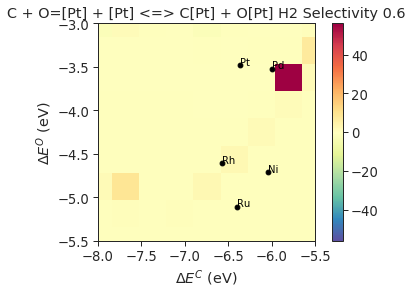 C + O=[Pt] + [Pt] <=> C[Pt] + O[Pt] H2 Selectivity 0.6
−3.0
−3.5
−4.0
−4.5
−5.0
−5.5
ΔE^O (eV)
Pt
Pd
Rh
Ni
Ru
−8.0 −7.5 −7.0 −6.5 −6.0 −5.5
ΔE^C (eV)
40
20
0
−20
−40